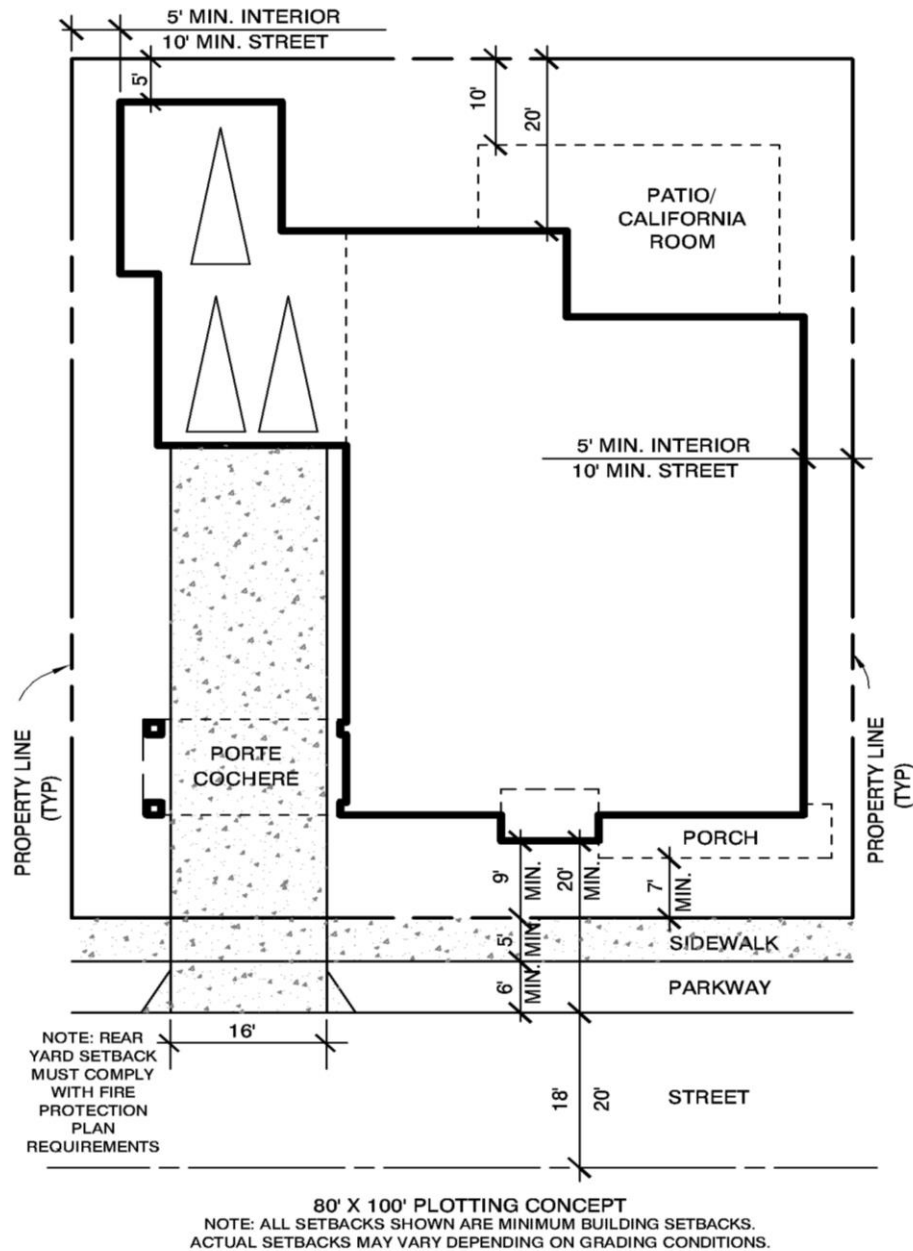 5' MIN. INTERIOR
10' MIN. STREET
5'
10'
20'
PATIO/
CALIFORNIA
ROOM
5' MIN. INTERIOR
10' MIN. STREET
PROPERTY LINE
(TYP)
PORTE
COCHERE
PROPERTY LINE
(TYP)
PORCH
9'
MIN.
20'
MIN.
7'
MIN.
5'
MIN.
SIDEWALK
6'
MIN.
PARKWAY
16'
NOTE: REAR
YARD SETBACK
MUST COMPLY
WITH FIRE
PROTECTION
PLAN
REQUIREMENTS
18'
20'
STREET
80' X 100' PLOTTING CONCEPT
NOTE: ALL SETBACKS SHOWN ARE MINIMUM BUILDING SETBACKS.
ACTUAL SETBACKS MAY VARY DEPENDING ON GRADING CONDITIONS.